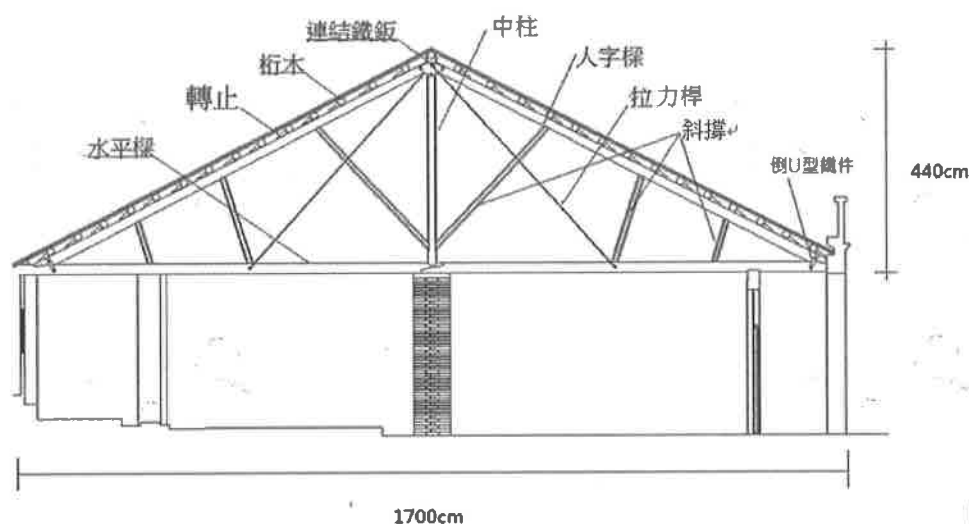 中柱
連结鐵鈑
人字樑
桁木
拉力桿
轉止
斜撐
水平樑
倒U型鐵件
440cm
1700cm